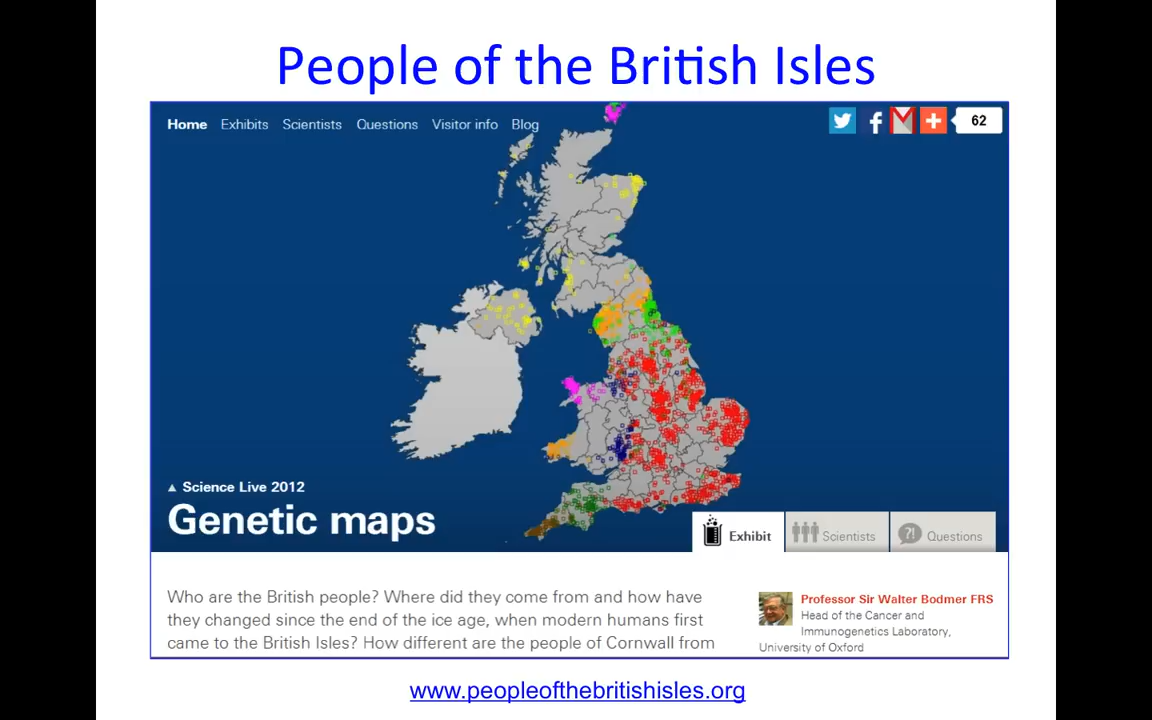 People of the British Isles
Home Exhibits Scientists Questions Visitor info Blog
62
▲ Science Live 2012
Genetic maps
Exhibit Scientists ?! Questions
Who are the British people? Where did they come from and how have
they changed since the end of the ice age, when modern humans first
came to the British Isles? How different are the people of Cornwall from
Professor Sir Walter Bodmer FRS
Head of the Cancer and
Immunogenetics Laboratory,
University of Oxford
www.peopleofthebritishisles.org